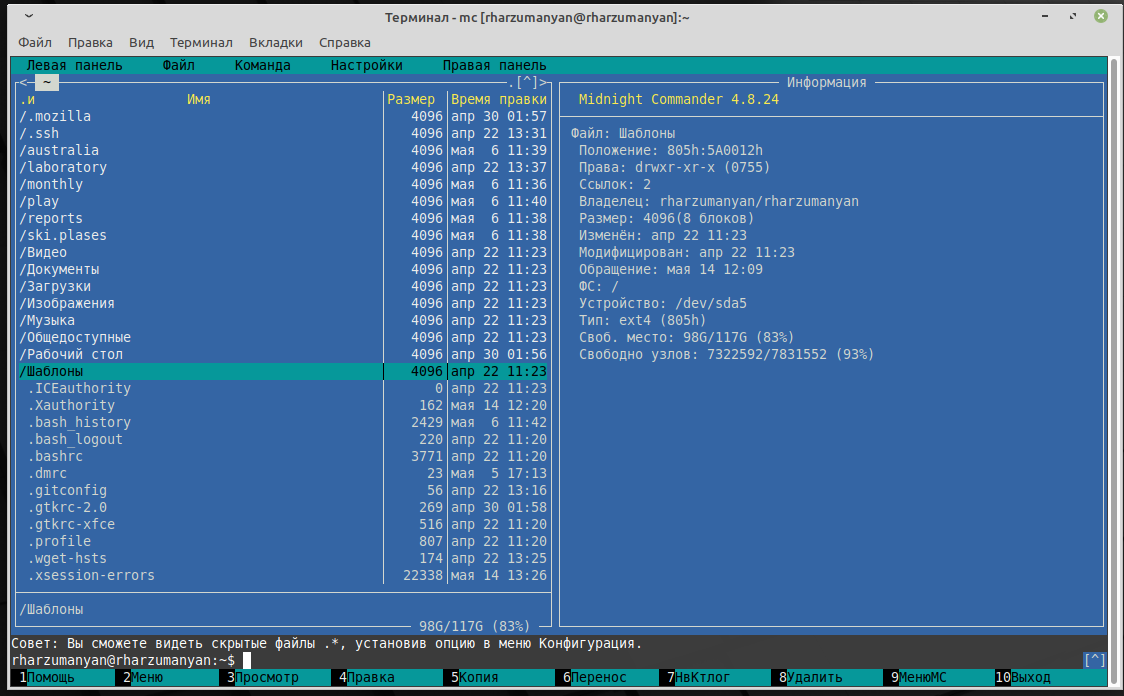 Терминал - mc [rharzumanyan@rharzumanyan]:~
Файл Правка Вид Терминал Вкладки Справка
Левая панель Файл Команда Настройки Правая панель
<─ ~ .[^]>
.и Имя Размер Время правки
/.mozilla 4096 апр 30 01:57
/.ssh 4096 апр 22 13:31
/australia 4096 мая 6 11:39
/laboratory 4096 апр 22 13:37
/monthly 4096 мая 6 11:36
/play 4096 мая 6 11:40
/reports 4096 мая 6 11:38
/ski.plases 4096 мая 6 11:38
/Видео 4096 апр 22 11:23
/Документы 4096 апр 22 11:23
/Загрузки 4096 апр 22 11:23
/Изображения 4096 апр 22 11:23
/Музыка 4096 апр 22 11:23
/Общедоступные 4096 апр 22 11:23
/Рабочий стол 4096 апр 30 01:56
/Шаблоны 4096 апр 22 11:23
.ICEauthority 0 апр 22 11:23
.Xauthority 162 мая 14 12:20
.bash_history 2429 мая 6 11:42
.bash_logout 220 апр 22 11:20
.bashrc 3771 апр 22 11:20
.dmrc 23 мая 5 17:13
.gitconfig 56 апр 22 13:16
.gtkrc-2.0 269 апр 30 01:58
.gtkrc-xfce 516 апр 22 11:20
.profile 807 апр 22 11:20
.wget-hsts 174 апр 22 13:25
.xsession-errors 22338 мая 14 13:26
/Шаблоны
98G/117G (83%)
Информация
Midnight Commander 4.8.24
Файл: Шаблоны
Положение: 805h:5A0012h
Права: drwxr-xr-x (0755)
Ссылок: 2
Владелец: rharzumanyan/rharzumanyan
Размер: 4096(8 блоков)
Изменён: апр 22 11:23
Модифицирован: апр 22 11:23
Обращение: мая 14 12:09
ФС: /
Устройство: /dev/sda5
Тип: ext4 (805h)
Своб. место: 98G/117G (83%)
Свободно узлов: 7322592/7831552 (93%)
Совет: Вы сможете видеть скрытые файлы .*, установив опцию в меню Конфигурация.
rharzumanyan@rharzumanyan:~$ [^]
1Помощь 2Меню 3Просмотр 4Правка 5Копия 6Перенос 7НвКтлог 8Удалить 9МенюМС 10Выход